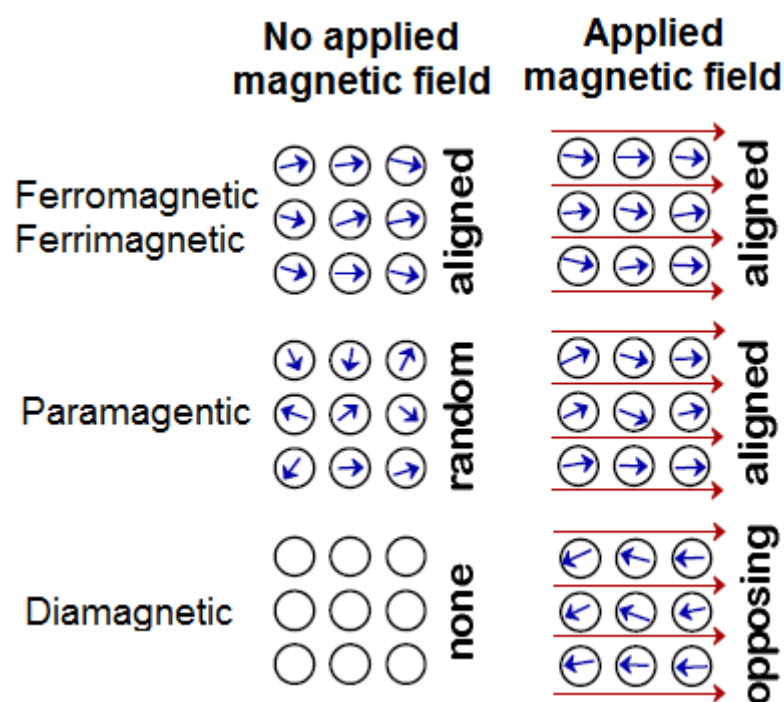 No applied
magnetic field
Applied
magnetic field
Ferromagnetic
Ferrimagnetic
aligned
aligned
Paramagentic
random
aligned
Diamagnetic
none
opposing